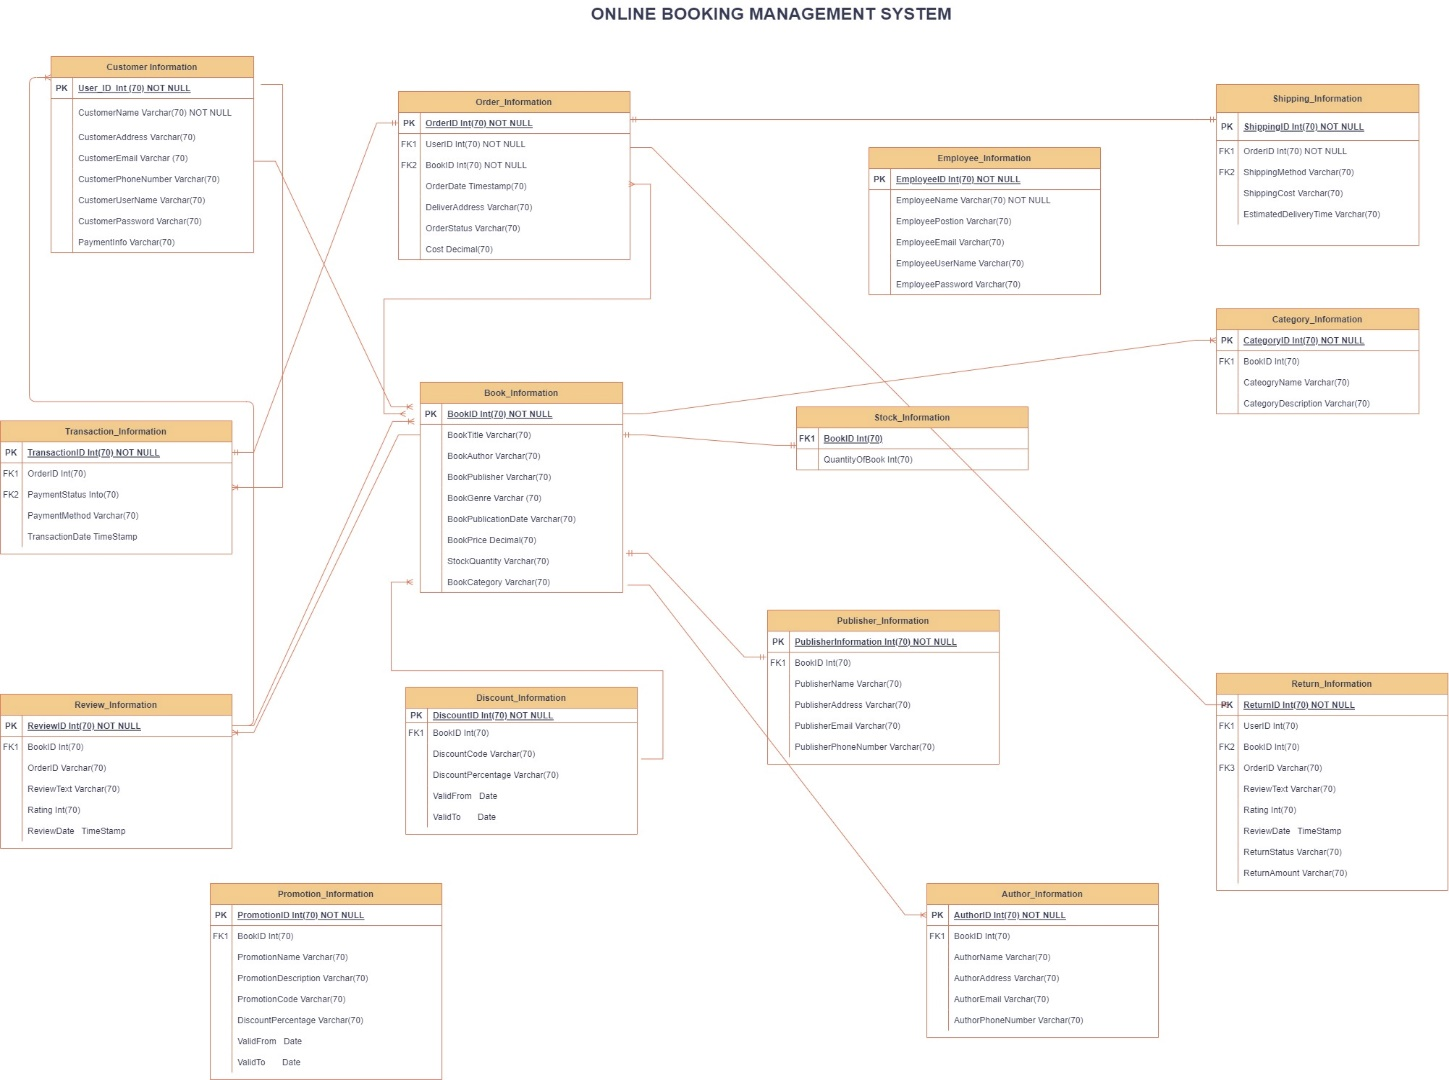 ONLINE BOOKING MANAGEMENT SYSTEM
Customer Information
PK User_ID Int (70) NOT NULL
CustomerName Varchar(70) NOT NULL
CustomerAddress Varchar(70)
CustomerEmail Varchar (70)
CustomerPhoneNumber Varchar(70)
CustomerUserName Varchar(70)
CustomerPassword Varchar(70)
PaymentInfo Varchar(70)
Order_Information
PK OrderID Int(70) NOT NULL
FK1 UserID Int(70) NOT NULL
FK2 BookID Int(70) NOT NULL
OrderDate Timestamp(70)
DeliverAddress Varchar(70)
OrderStatus Varchar(70)
Cost Decimal(70)
Shipping_Information
PK ShippingID Int(70) NOT NULL
FK1 OrderID Int(70) NOT NULL
FK2 ShippingMethod Varchar(70)
ShippingCost Varchar(70)
EstimatedDeliveryTime Varchar(70)
Employee_Information
PK EmployeeID Int(70) NOT NULL
EmployeeName Varchar(70) NOT NULL
EmployeePostion Varchar(70)
EmployeeEmail Varchar(70)
EmployeeUserName Varchar(70)
EmployeePassword Varchar(70)
Category_Information
PK CategoryID Int(70) NOT NULL
FK1 BookID Int(70)
CateogryName Varchar(70)
CategoryDescription Varchar(70)
Book_Information
PK BookID Int(70) NOT NULL
BookTitle Varchar(70)
BookAuthor Varchar(70)
BookPublisher Varchar(70)
BookGenre Varchar (70)
BookPublicationDate Varchar(70)
BookPrice Decimal(70)
StockQuantity Varchar(70)
BookCategory Varchar(70)
Stock_Information
FK1 BookID Int(70)
QuantityOfBook Int(70)
Transaction_Information
PK TransactionID Int(70) NOT NULL
FK1 OrderID Int(70)
FK2 PaymentStatus Into(70)
PaymentMethod Varchar(70)
TransactionDate TimeStamp
Publisher_Information
PK PublisherInformation Int(70) NOT NULL
FK1 BookID Int(70)
PublisherName Varchar(70)
PublisherAddress Varchar(70)
PublisherEmail Varchar(70)
PublisherPhoneNumber Varchar(70)
Return_Information
PK ReturnID Int(70) NOT NULL
FK1 UserID Int(70)
FK2 BookID Int(70)
FK3 OrderID Varchar(70)
ReviewText Varchar(70)
Rating Int(70)
ReviewDate TimeStamp
ReturnStatus Varchar(70)
ReturnAmount Varchar(70)
Review_Information
PK ReviewID Int(70) NOT NULL
FK1 BookID Int(70)
OrderID Varchar(70)
ReviewText Varchar(70)
Rating Int(70)
ReviewDate TimeStamp
Discount_Information
PK DiscountID Int(70) NOT NULL
FK1 BookID Int(70)
DiscountCode Varchar(70)
DiscountPercentage Varchar(70)
ValidFrom Date
ValidTo Date
Promotion_Information
PK PromotionID Int(70) NOT NULL
FK1 BookID Int(70)
PromotionName Varchar(70)
PromotionDescription Varchar(70)
PromotionCode Varchar(70)
DiscountPercentage Varchar(70)
ValidFrom Date
ValidTo Date
Author_Information
PK AuthorID Int(70) NOT NULL
FK1 BookID Int(70)
AuthorName Varchar(70)
AuthorAddress Varchar(70)
AuthorEmail Varchar(70)
AuthorPhoneNumber Varchar(70)